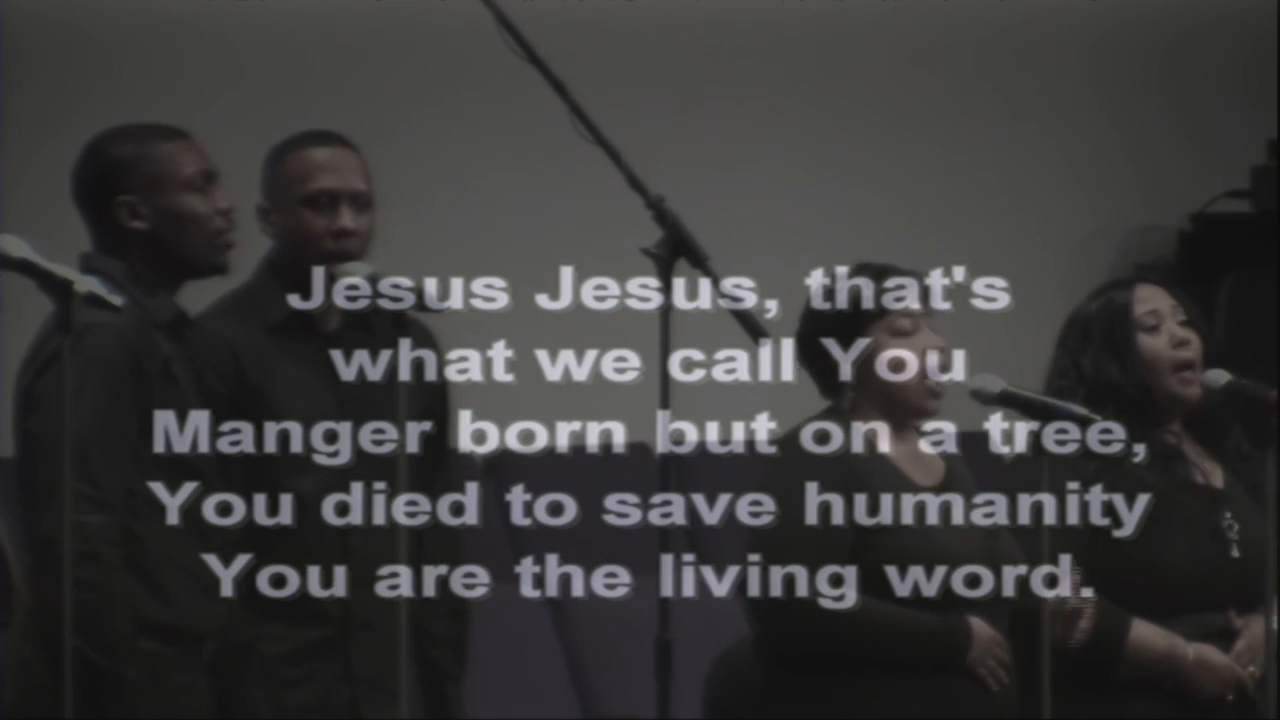 Jesus Jesus, that's
what we call You
Manger born but on a tree,
You died to save humanity
You are the living word.